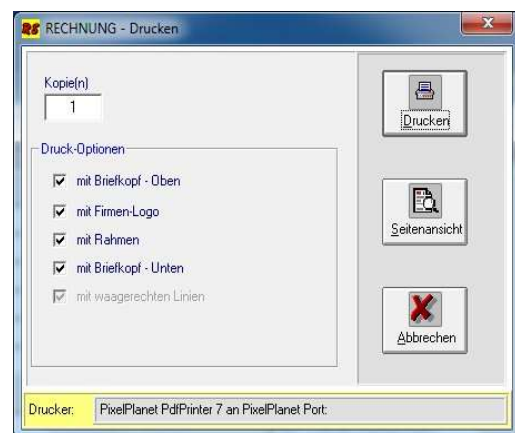 RS RECHNUNG - Drucken
Kopie(n)
1
Drucken
Druck-Optionen
mit Briefkopf - Oben
mit Firmen-Logo
mit Rahmen
mit Briefkopf - Unten
mit waagerechten Linien
Seitenansicht
Abbrechen
Drucker: PixelPlanet PdfPrinter 7 an PixelPlanet Port: